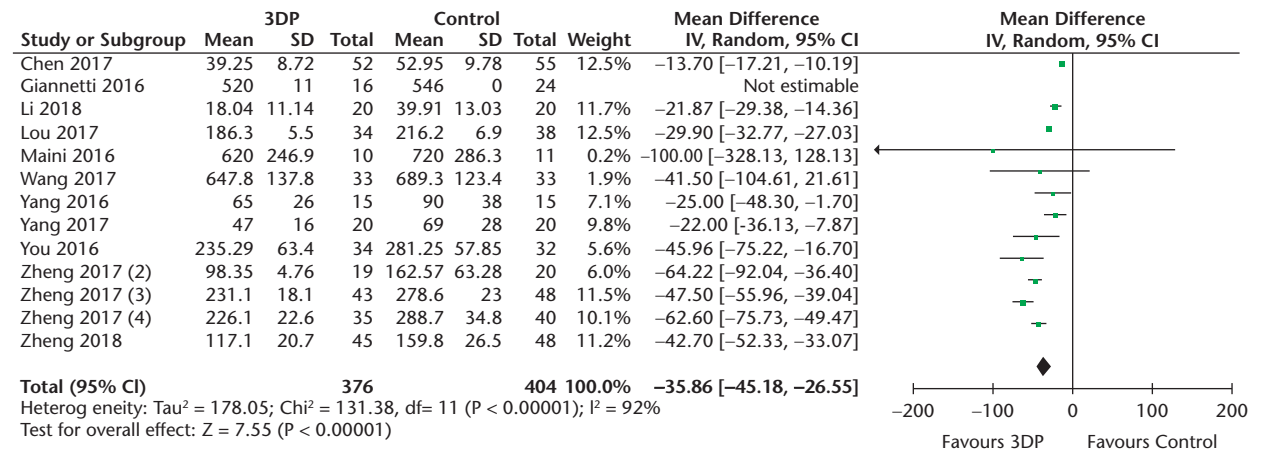 3DP Control Mean Difference Mean Difference
Study or Subgroup Mean SD Total Mean SD Total Weight IV, Random, 95% CI IV, Random, 95% CI
Chen 2017 39.25 8.72 52 52.95 9.78 55 12.5% −13.70 [−17.21, −10.19]
Giannetti 2016 520 11 16 546 0 24 Not estimable
Li 2018 18.04 11.14 20 39.91 13.03 20 11.7% −21.87 [−29.38, −14.36]
Lou 2017 186.3 5.5 34 216.2 6.9 38 12.5% −29.90 [−32.77, −27.03]
Maini 2016 620 246.9 10 720 286.3 11 0.2% −100.00 [−328.13, 128.13]
Wang 2017 647.8 137.8 33 689.3 123.4 33 1.9% −41.50 [−104.61, 21.61]
Yang 2016 65 26 15 90 38 15 7.1% −25.00 [−48.30, −1.70]
Yang 2017 47 16 20 69 28 20 9.8% −22.00 [-36.13, −7.87]
You 2016 235.29 63.4 34 281.25 57.85 32 5.6% −45.96 [−75.22, −16.70]
Zheng 2017 (2) 98.35 4.76 19 162.57 63.28 20 6.0% −64.22 [−92.04, −36.40]
Zheng 2017 (3) 231.1 18.1 43 278.6 23 48 11.5% −47.50 [−55.96, −39.04]
Zheng 2017 (4) 226.1 22.6 35 288.7 34.8 40 10.1% −62.60 [−75.73, −49.47]
Zheng 2018 117.1 20.7 45 159.8 26.5 48 11.2% −42.70 [−52.33, −33.07]
Total (95% Cl) 376 404 100.0% −35.86 [−45.18, −26.55]
Heterog eneity: Tau² = 178.05; Chi² = 131.38, df= 11 (P < 0.00001); I² = 92%
Test for overall effect: Z = 7.55 (P < 0.00001)
−200 −100 0 100 200
Favours 3DP Favours Control